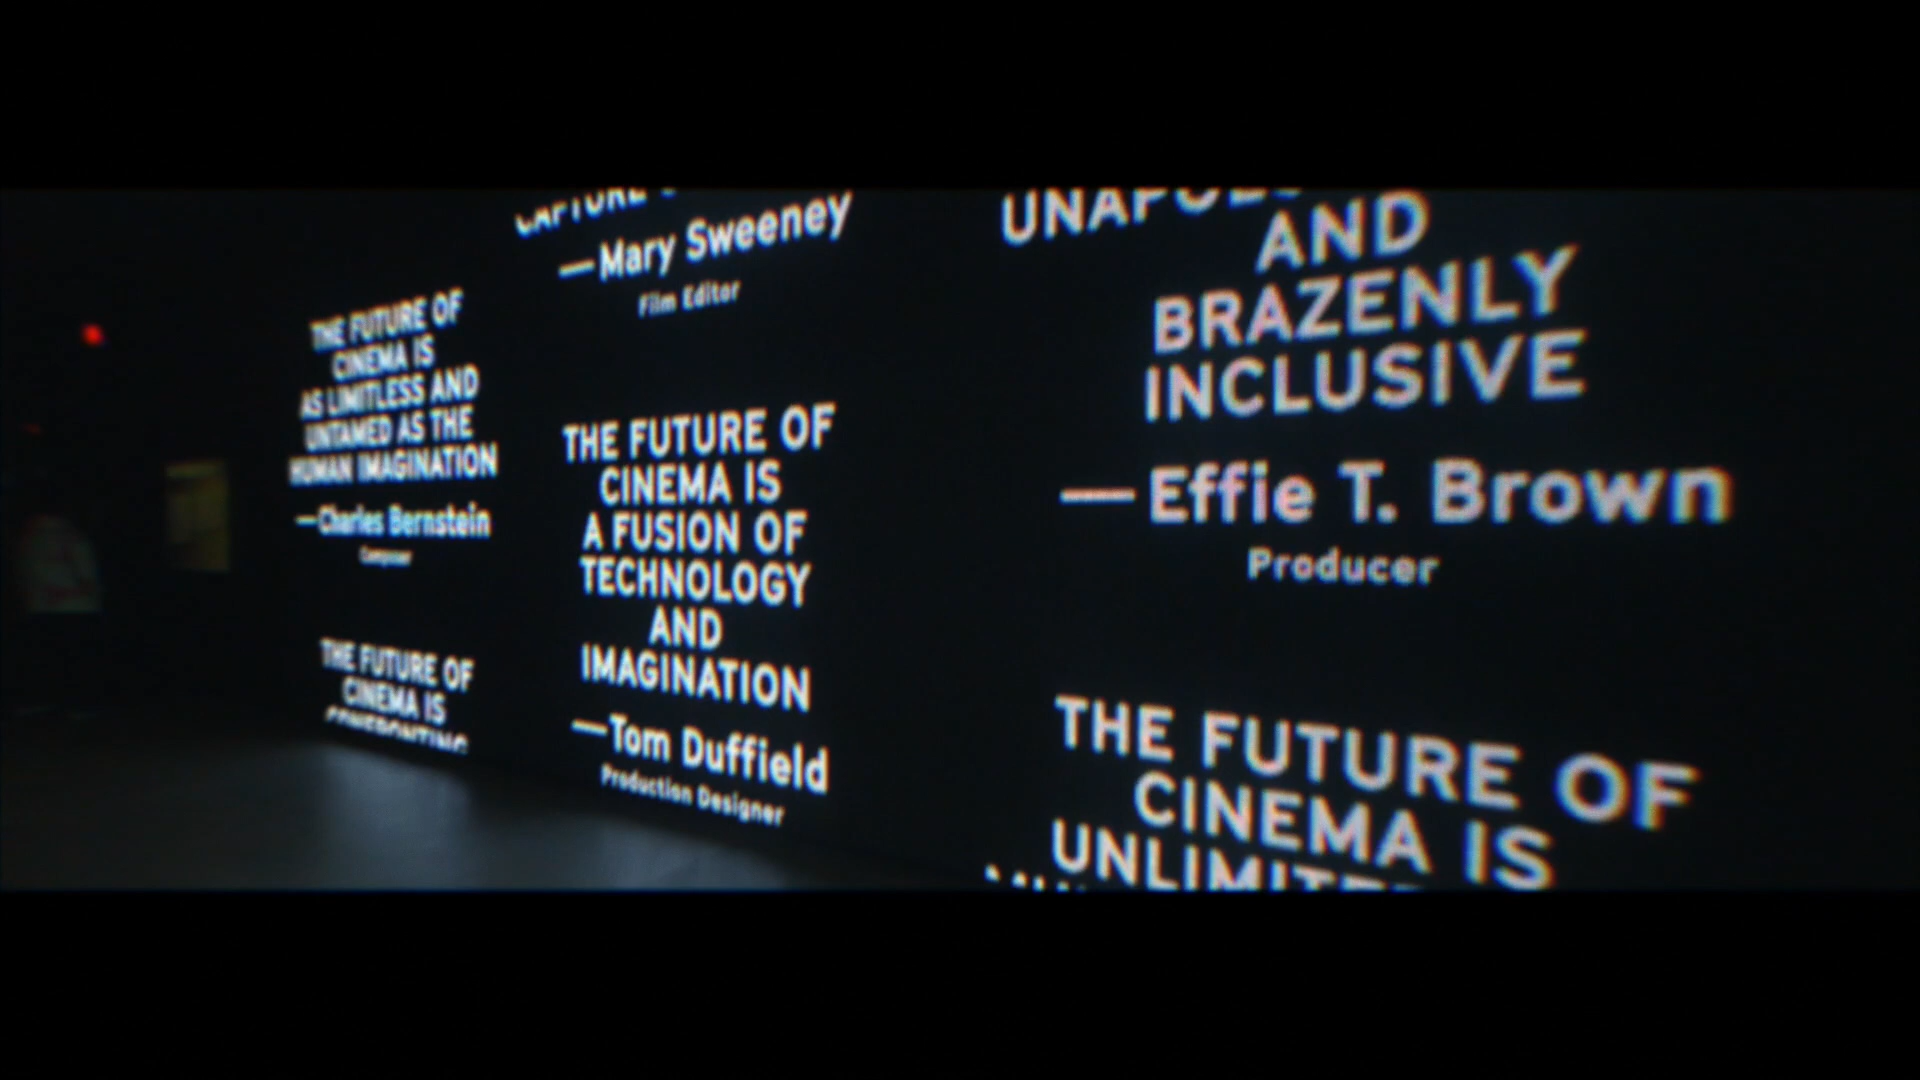 THE FUTURE OF
CINEMA IS
AS LIMITLESS AND
UNTAMED AS THE
HUMAN IMAGINATION
—Charles Bernstein
Composer
THE FUTURE OF
CINEMA IS
CONFRONTING
CAPTURE
—Mary Sweeney
Film Editor
THE FUTURE OF
CINEMA IS
A FUSION OF
TECHNOLOGY
AND
IMAGINATION
—Tom Duffield
Production Designer
AND
BRAZENLY
INCLUSIVE
—Effie T. Brown
Producer
THE FUTURE OF
CINEMA IS